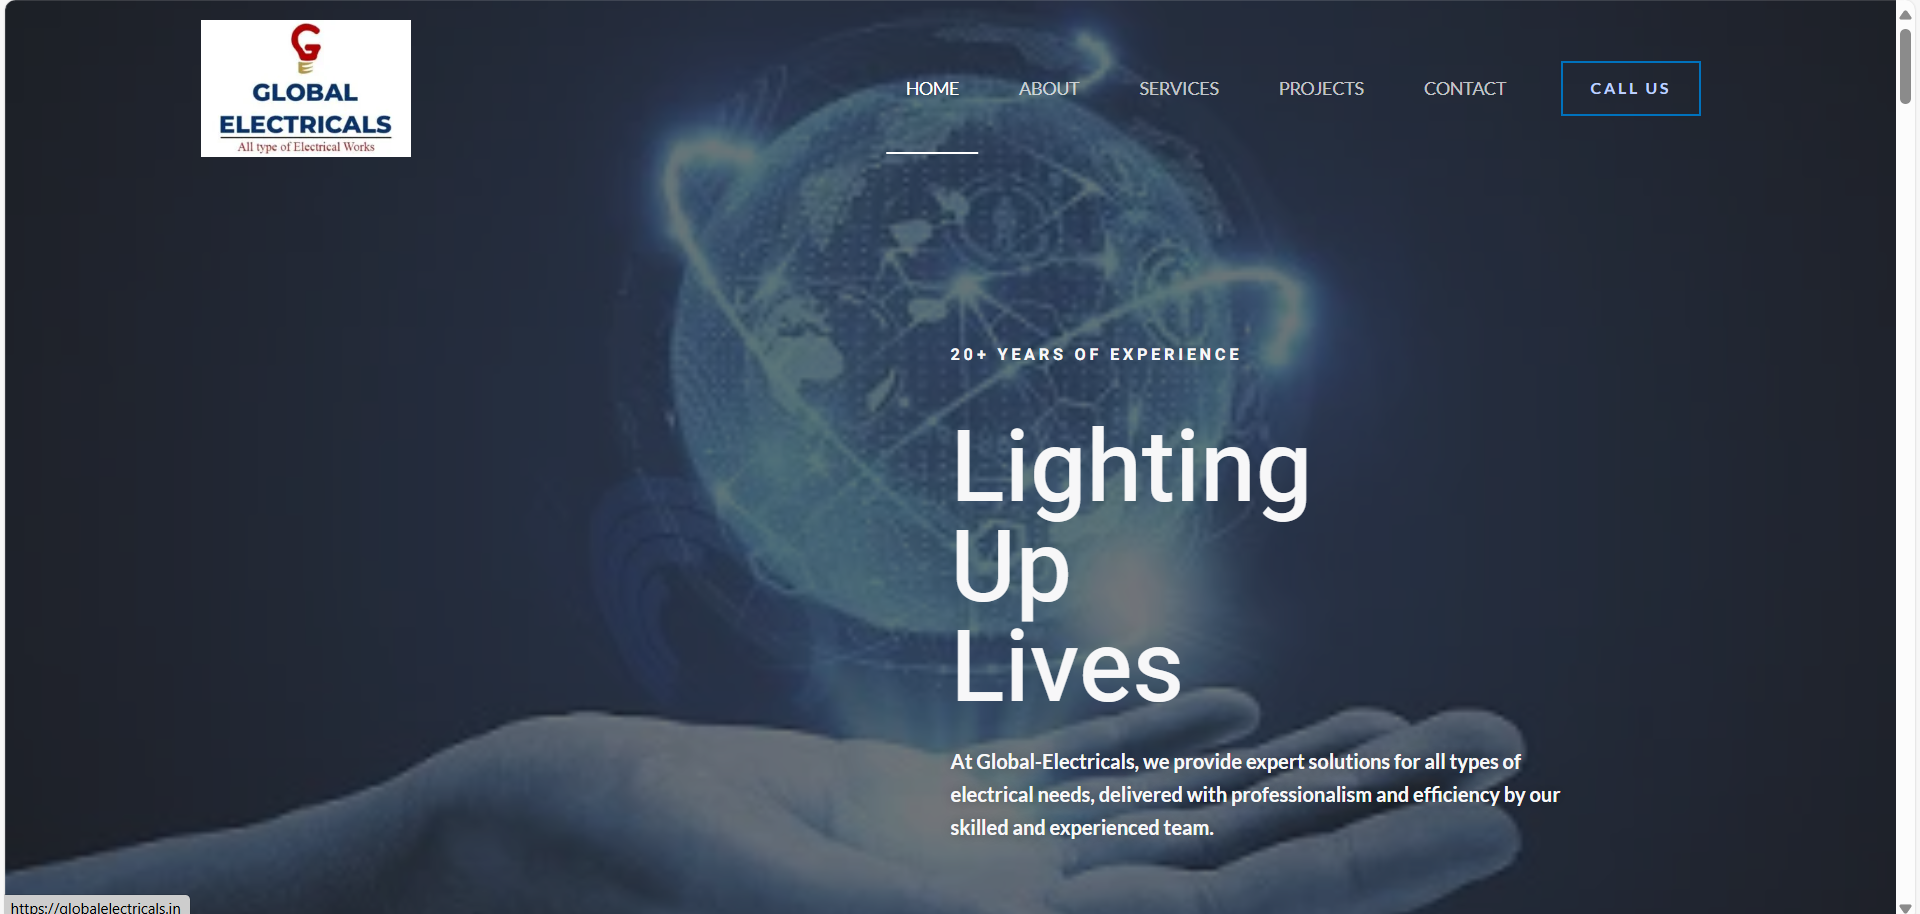 GLOBAL
ELECTRICALS
All type of Electrical Works
HOME ABOUT SERVICES PROJECTS CONTACT CALL US
20+ YEARS OF EXPERIENCE
Lighting
Up
Lives
At Global-Electricals, we provide expert solutions for all types of
electrical needs, delivered with professionalism and efficiency by our
skilled and experienced team.
https://globalelectricals.in